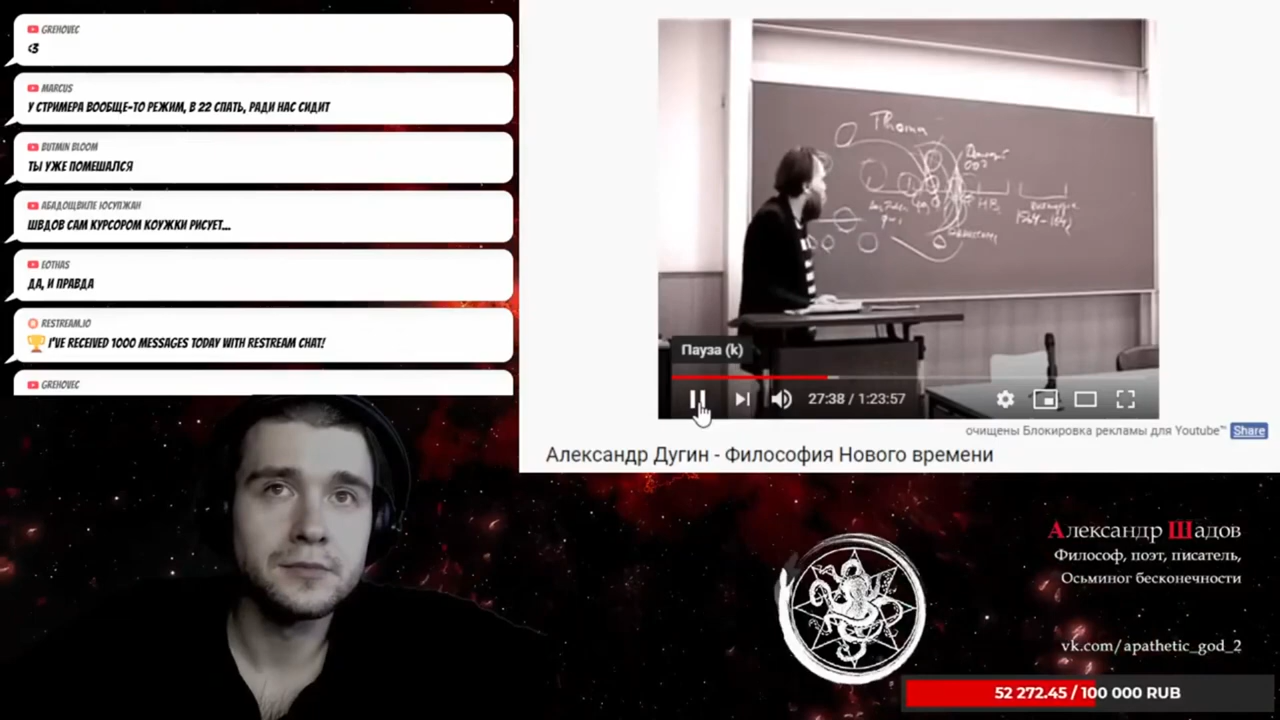 GREHOVEC
<3
MARCUS
У СТРИМЕРА ВООБЩЕ-ТО РЕЖИМ, В 22 СПАТЬ, РАДИ НАС СИДИТ
BUTMIN BLOOM
ТЫ УЖЕ ПОМЕШАЛСЯ
АБАДОЩВИЛЕ ЮСУПЖАН
ШВДОВ САМ КУРСОРОМ КОУЖКИ РИСУЕТ...
EOTHAS
ДА, И ПРАВДА
RESTREAM.IO
I'VE RECEIVED 1000 MESSAGES TODAY WITH RESTREAM CHAT!
GREHOVEC
Thoma
Пауза (k)
27:38 / 1:23:57
очищены Блокировка рекламы для Youtube™ Share
Александр Дугин - Философия Нового времени
Александр Шадов
Философ, поэт, писатель,
Осьминог бесконечности
vk.com/apathetic_god_2
52 272.45 / 100 000 RUB